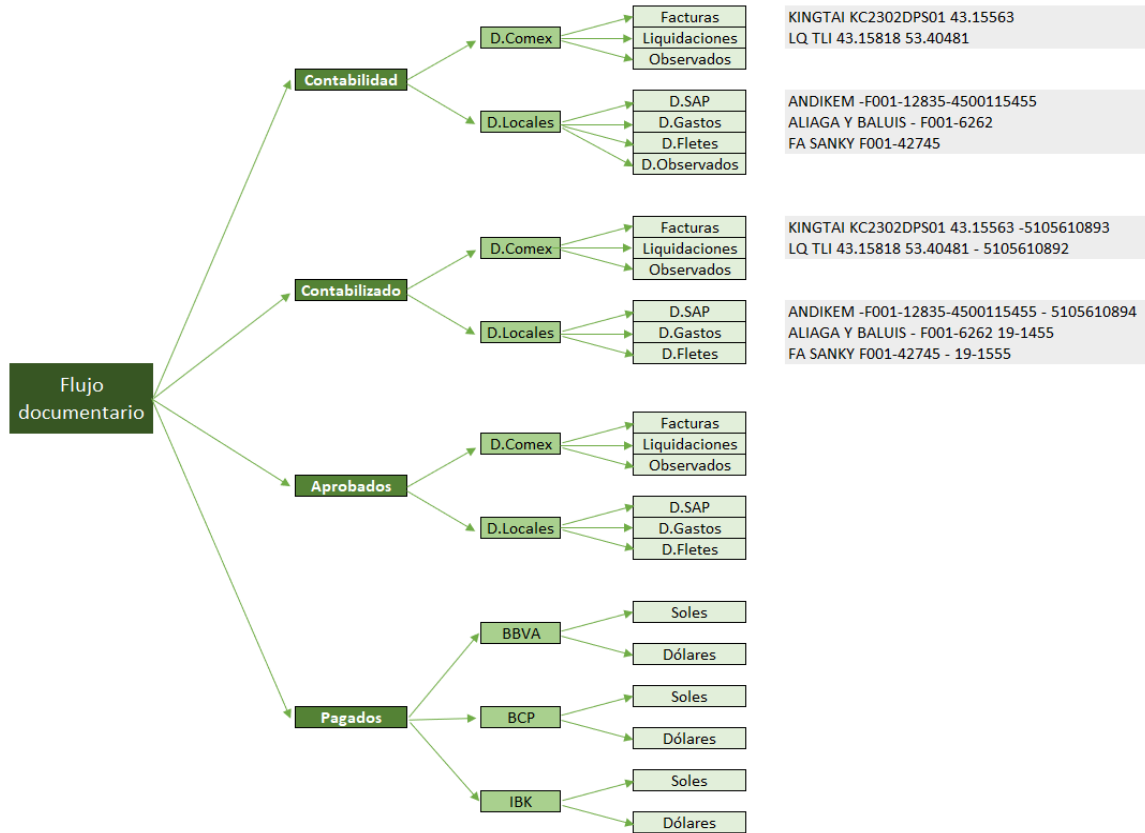 Flujo
documentario
Contabilidad
D.Comex
Facturas
Liquidaciones
Observados
KINGTAI KC2302DPS01 43.15563
LQ TLI 43.15818 53.40481
D.Locales
D.SAP
D.Gastos
D.Fletes
D.Observados
ANDIKEM -F001-12835-4500115455
ALIAGA Y BALUIS - F001-6262
FA SANKY F001-42745
Contabilizado
D.Comex
Facturas
Liquidaciones
Observados
KINGTAI KC2302DPS01 43.15563 -5105610893
LQ TLI 43.15818 53.40481 - 5105610892
D.Locales
D.SAP
D.Gastos
D.Fletes
ANDIKEM -F001-12835-4500115455 - 5105610894
ALIAGA Y BALUIS - F001-6262 19-1455
FA SANKY F001-42745 - 19-1555
Aprobados
D.Comex
Facturas
Liquidaciones
Observados
D.Locales
D.SAP
D.Gastos
D.Fletes
Pagados
BBVA
Soles
Dólares
BCP
Soles
Dólares
IBK
Soles
Dólares